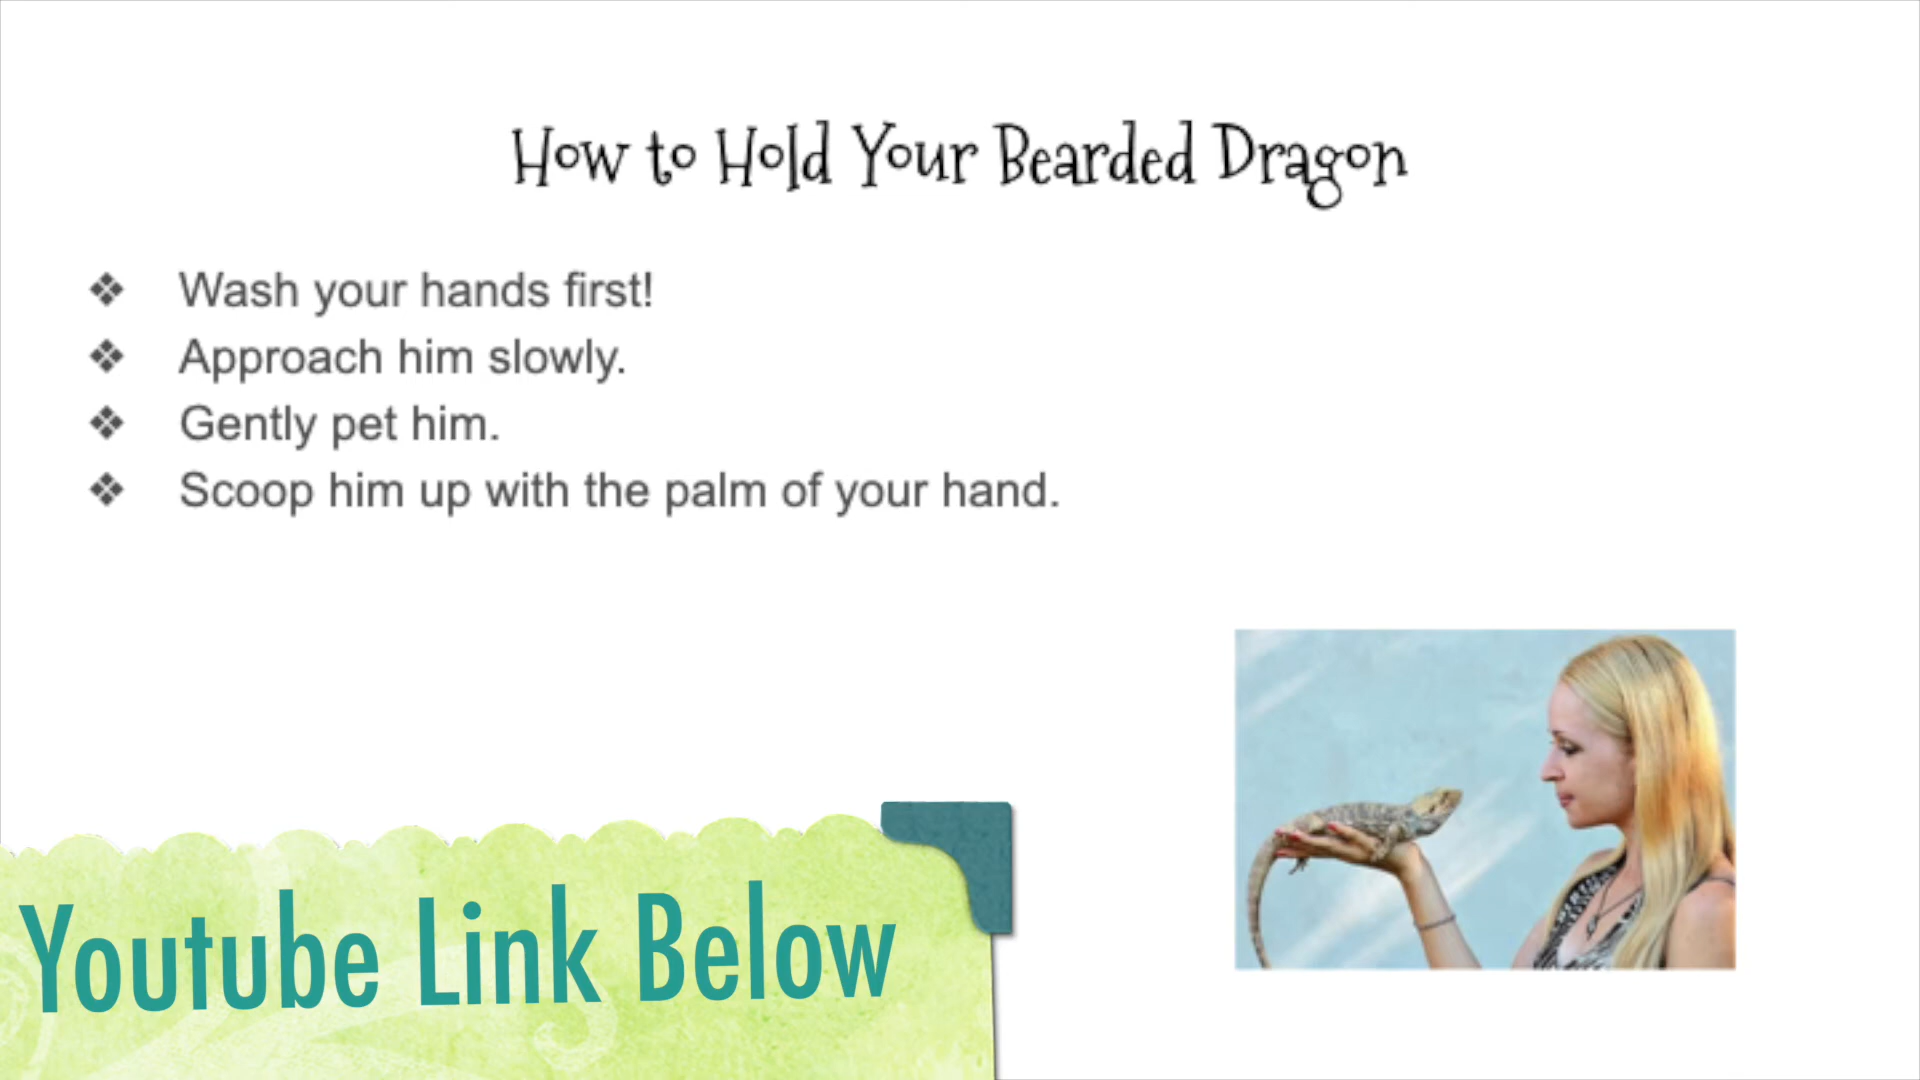 How to Hold Your Bearded Dragon
❖ Wash your hands first!
❖ Approach him slowly.
❖ Gently pet him.
❖ Scoop him up with the palm of your hand.
Youtube Link Below